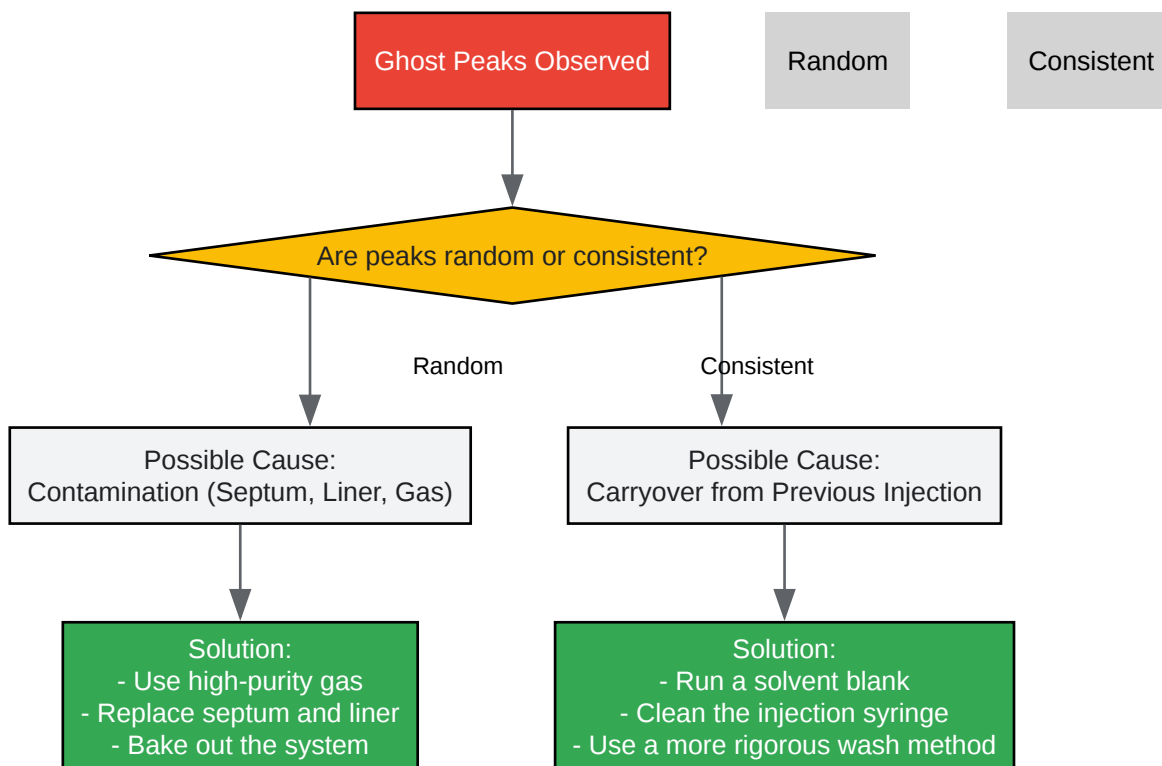 Ghost Peaks Observed
Random
Consistent
Are peaks random or consistent?
Random
Consistent
Possible Cause:
Contamination (Septum, Liner, Gas)
Possible Cause:
Carryover from Previous Injection
Solution:
- Use high-purity gas
- Replace septum and liner
- Bake out the system
Solution:
- Run a solvent blank
- Clean the injection syringe
- Use a more rigorous wash method